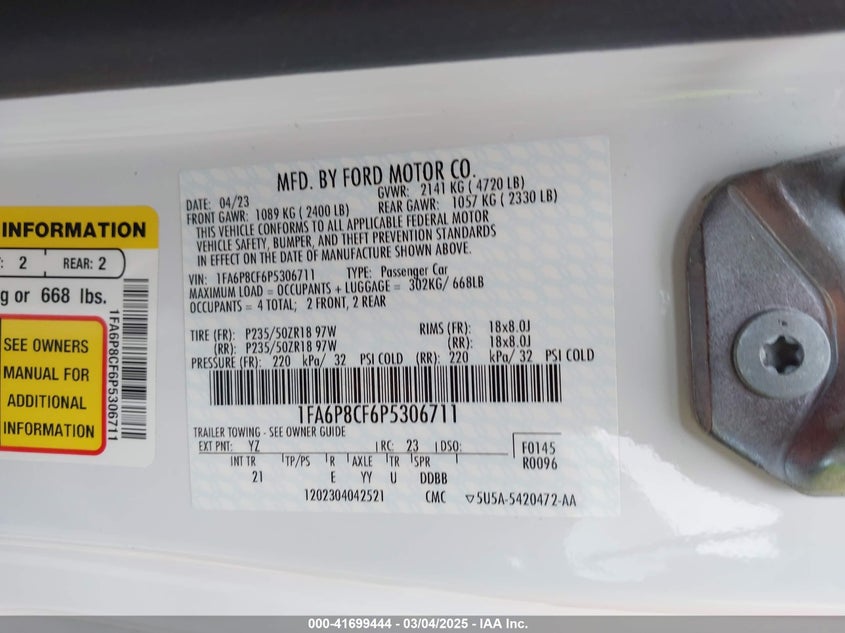 INFORMATION
2 REAR: 2
g or 668 lbs.
SEE OWNERS
MANUAL FOR
ADDITIONAL
INFORMATION
1FA6P8CF6P5306711
MFD. BY FORD MOTOR CO.
DATE: 04/23 GVWR: 2141 KG ( 4720 LB)
FRONT GAWR: 1089 KG ( 2400 LB) REAR GAWR: 1057 KG ( 2330 LB)
THIS VEHICLE CONFORMS TO ALL APPLICABLE FEDERAL MOTOR
VEHICLE SAFETY, BUMPER, AND THEFT PREVENTION STANDARDS
IN EFFECT ON THE DATE OF MANUFACTURE SHOWN ABOVE.
VIN: 1FA6P8CF6P5306711 TYPE: Passenger Car
MAXIMUM LOAD = OCCUPANTS + LUGGAGE = 302KG/ 668LB
OCCUPANTS = 4 TOTAL; 2 FRONT, 2 REAR
TIRE (FR): P235/50ZR18 97W RIMS (FR): 18x8.0J
(RR): P235/50ZR18 97W (RR): 18x8.0J
PRESSURE (FR): 220 kPa/ 32 PSI COLD (RR): 220 kPa/ 32 PSI COLD
1FA6P8CF6P5306711
TRAILER TOWING - SEE OWNER GUIDE
EXT PNT: YZ RC: 23 DSO: F0145
INT TR TP/PS R AXLE TR SPR R0096
21 E YY U DDBB
1202304042521 CMC ▽5U5A-5420472-AA
000-41699444 - 03/04/2025 - IAA Inc.